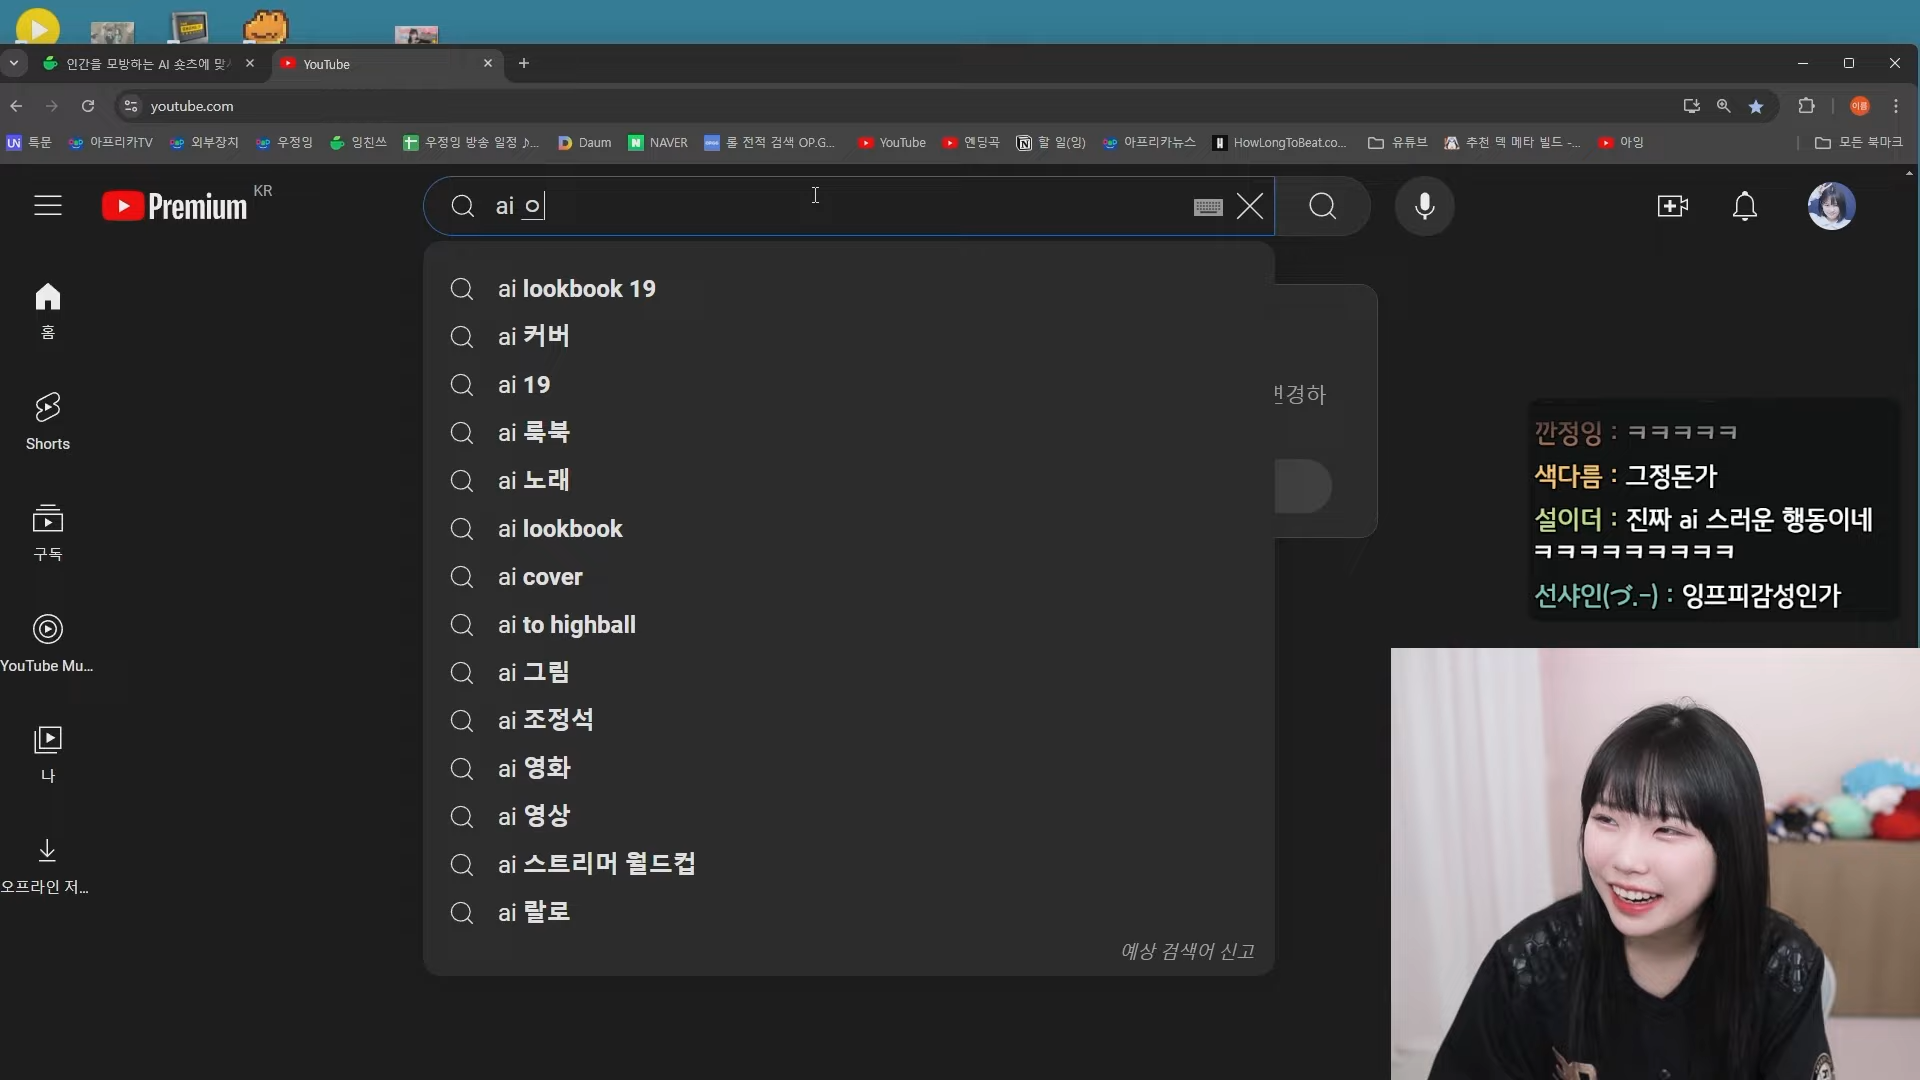 인간을 모방하는 AI 숏츠에 맞
YouTube
youtube.com
이름
UN 특문
아프리카TV
외부장치
우정잉
잉친쓰
우정잉 방송 일정 ♪...
Daum
NAVER
롤 전적 검색 OP.G...
YouTube
엔딩곡
할 일(잉)
아프리카뉴스
HowLongToBeat.co...
유튜브
추천 덱 메타 빌드 -...
아잉
모든 북마크
Premium KR
ai ㅇ
홈
Shorts
구독
YouTube Mu...
나
오프라인 저...
ai lookbook 19
ai 커버
ai 19
ai 룩북
ai 노래
ai lookbook
ai cover
ai to highball
ai 그림
ai 조정석
ai 영화
ai 영상
ai 스트리머 월드컵
ai 랄로
예상 검색어 신고
변경하
깐정잉 : ㅋㅋㅋㅋㅋ
색다름 : 그정돈가
설이더 : 진짜 ai 스러운 행동이네
ㅋㅋㅋㅋㅋㅋㅋㅋㅋ
선샤인(づ.-) : 잉프피감성인가